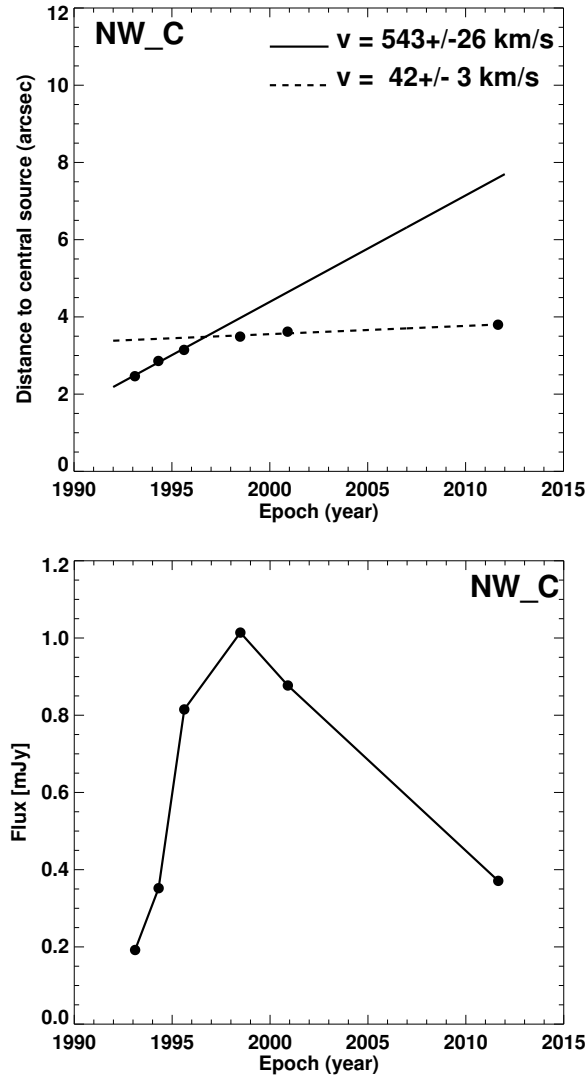 NW_C
v = 543+/-26 km/s
v = 42+/- 3 km/s
Distance to central source (arcsec)
12
10
8
6
4
2
0
1990 1995 2000 2005 2010 2015
Epoch (year)
NW_C
Flux [mJy]
1.2
1.0
0.8
0.6
0.4
0.2
0.0
1990 1995 2000 2005 2010 2015
Epoch (year)